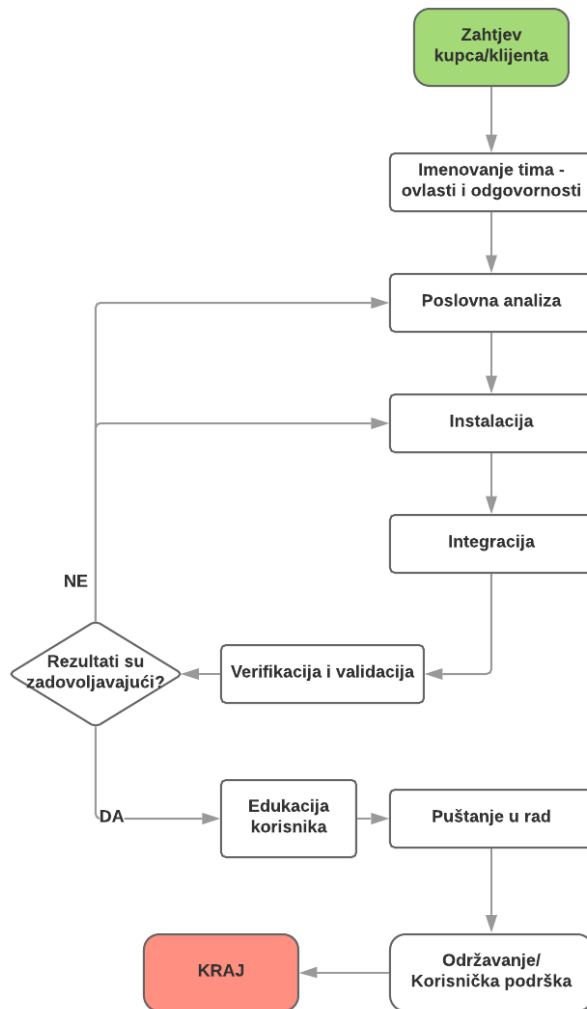 Zahtjev
kupca/klijenta
Imenovanje tima -
ovlasti i odgovornosti
Poslovna analiza
Instalacija
Integracija
NE
Verifikacija i validacija
Rezultati su
zadovoljavajući?
DA
Edukacija
korisnika
Puštanje u rad
Održavanje/
Korisnička podrška
KRAJ